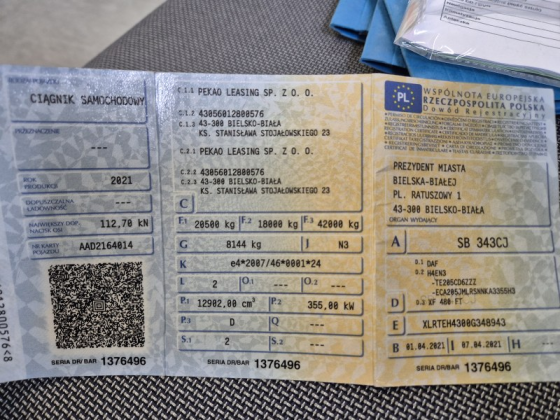 RODZAJ POJAZDU
CIĄGNIK SAMOCHODOWY
PRZEZNACZENIE
---
ROK PRODUKCJI
2021
DOPUSZCZALNA ŁADOWNOŚĆ
---
NAJWIĘKSZY DOP. NACISK OSI
112,70 kN
NR KARTY POJAZDU
AAD2164014
SERIA DR/BAR 1376496
C.1.1 PEKAO LEASING SP. Z O. O.
C.1.2 43056012800576
C.1.3 43-300 BIELSKO-BIAŁA
KS. STANISŁAWA STOJAŁOWSKIEGO 23
C.2.1 PEKAO LEASING SP. Z O. O.
C.2.2 43056012800576
C.2.3 43-300 BIELSKO-BIAŁA
KS. STANISŁAWA STOJAŁOWSKIEGO 23
C
F.1 20500 kg F.2 18000 kg F.3 42000 kg
G 8144 kg J N3
K e4*2007/46*0001*24
L 2 O.1 --- O.2 ---
P.1 12902,00 cm³ P.2 355,00 kW
P.3 D Q ---
S.1 2 S.2 ---
SERIA DR/BAR 1376496
PL
WSPÓLNOTA EUROPEJSKA
RZECZPOSPOLITA POLSKA
Dowód Rejestracyjny
PREZYDENT MIASTA
BIELSKA-BIAŁEJ
PL. RATUSZOWY 1
43-300 BIELSKO-BIAŁA
ORGAN WYDAJĄCY
A SB 343CJ
D.1 DAF
D.2 HAEN3
-TE205CD6ZZZ
D D.3 XF 480 FT
E XLRTEH4300G348943
B 01.04.2021 I 07.04.2021 H ---
SERIA DR/BAR 1376496